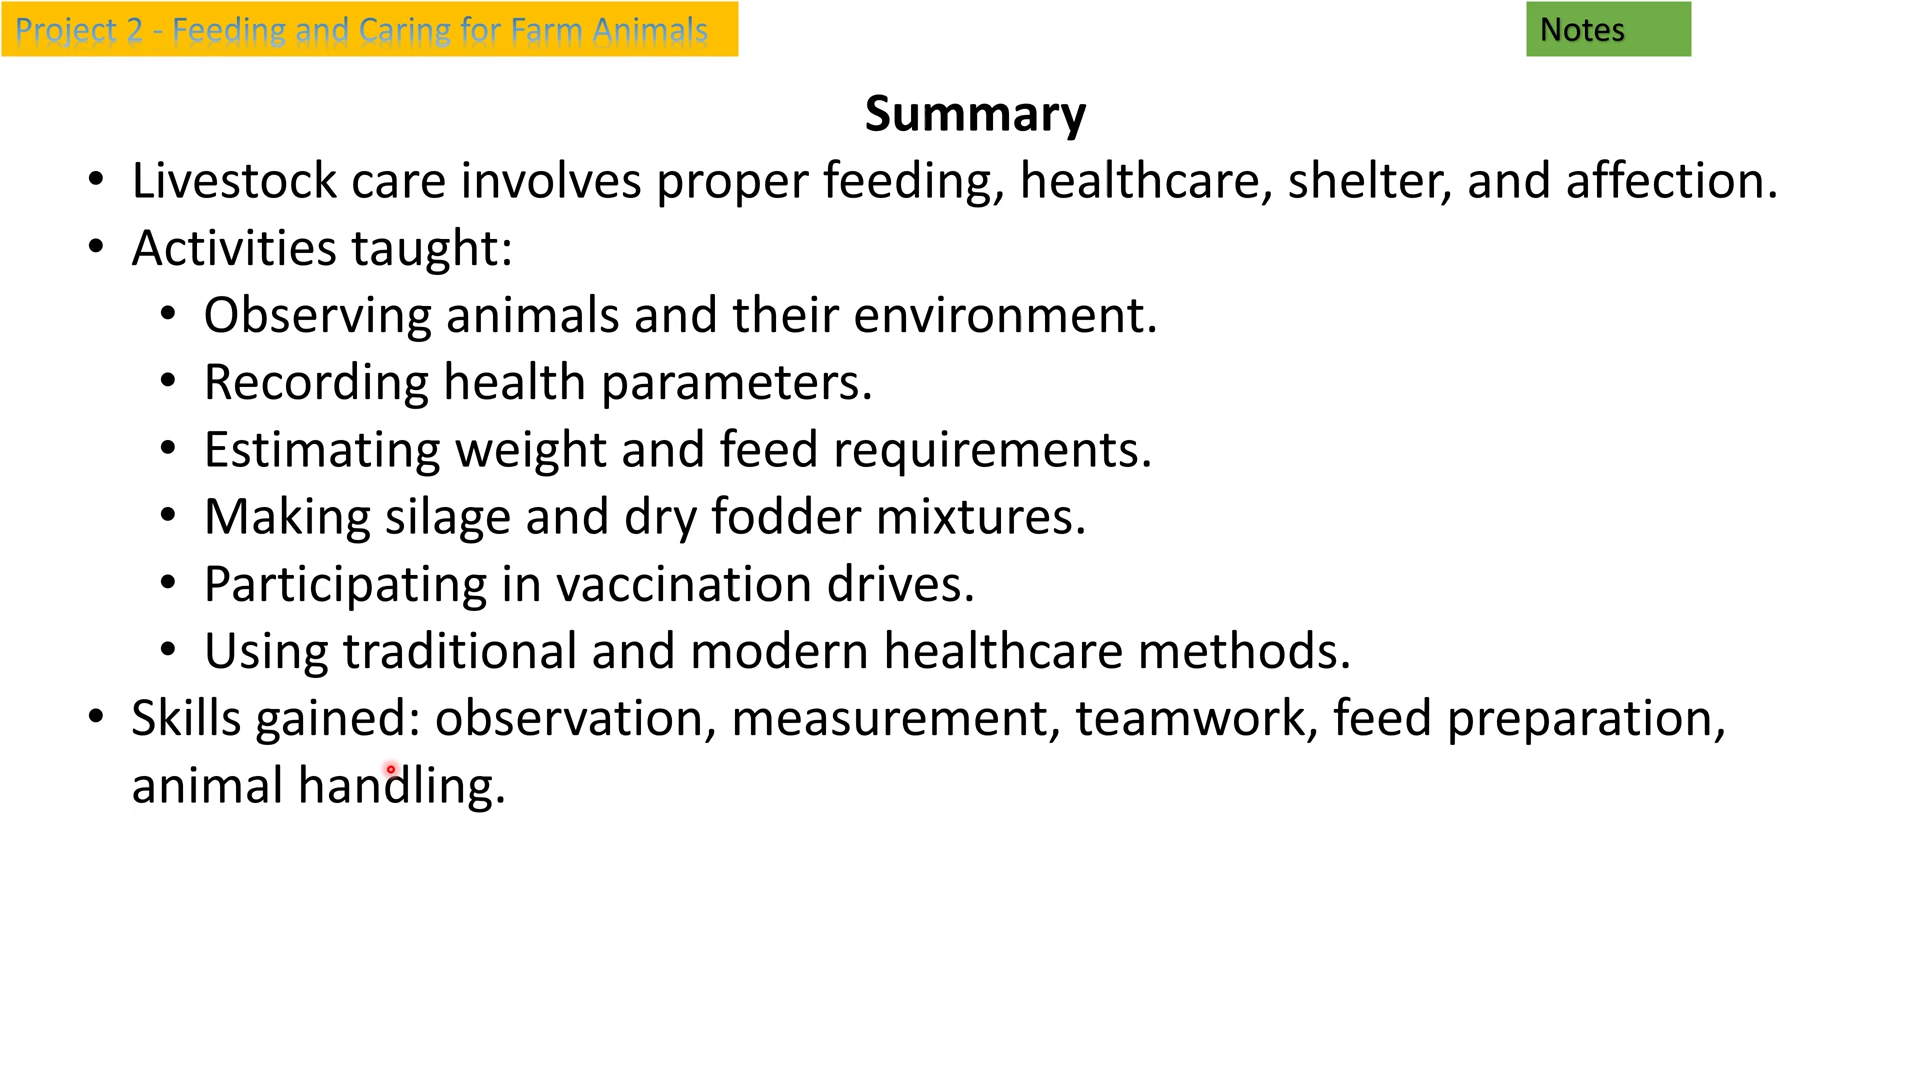 Project 2 - Feeding and Caring for Farm Animals
Notes
Summary
• Livestock care involves proper feeding, healthcare, shelter, and affection.
• Activities taught:
• Observing animals and their environment.
• Recording health parameters.
• Estimating weight and feed requirements.
• Making silage and dry fodder mixtures.
• Participating in vaccination drives.
• Using traditional and modern healthcare methods.
• Skills gained: observation, measurement, teamwork, feed preparation,
animal handling.